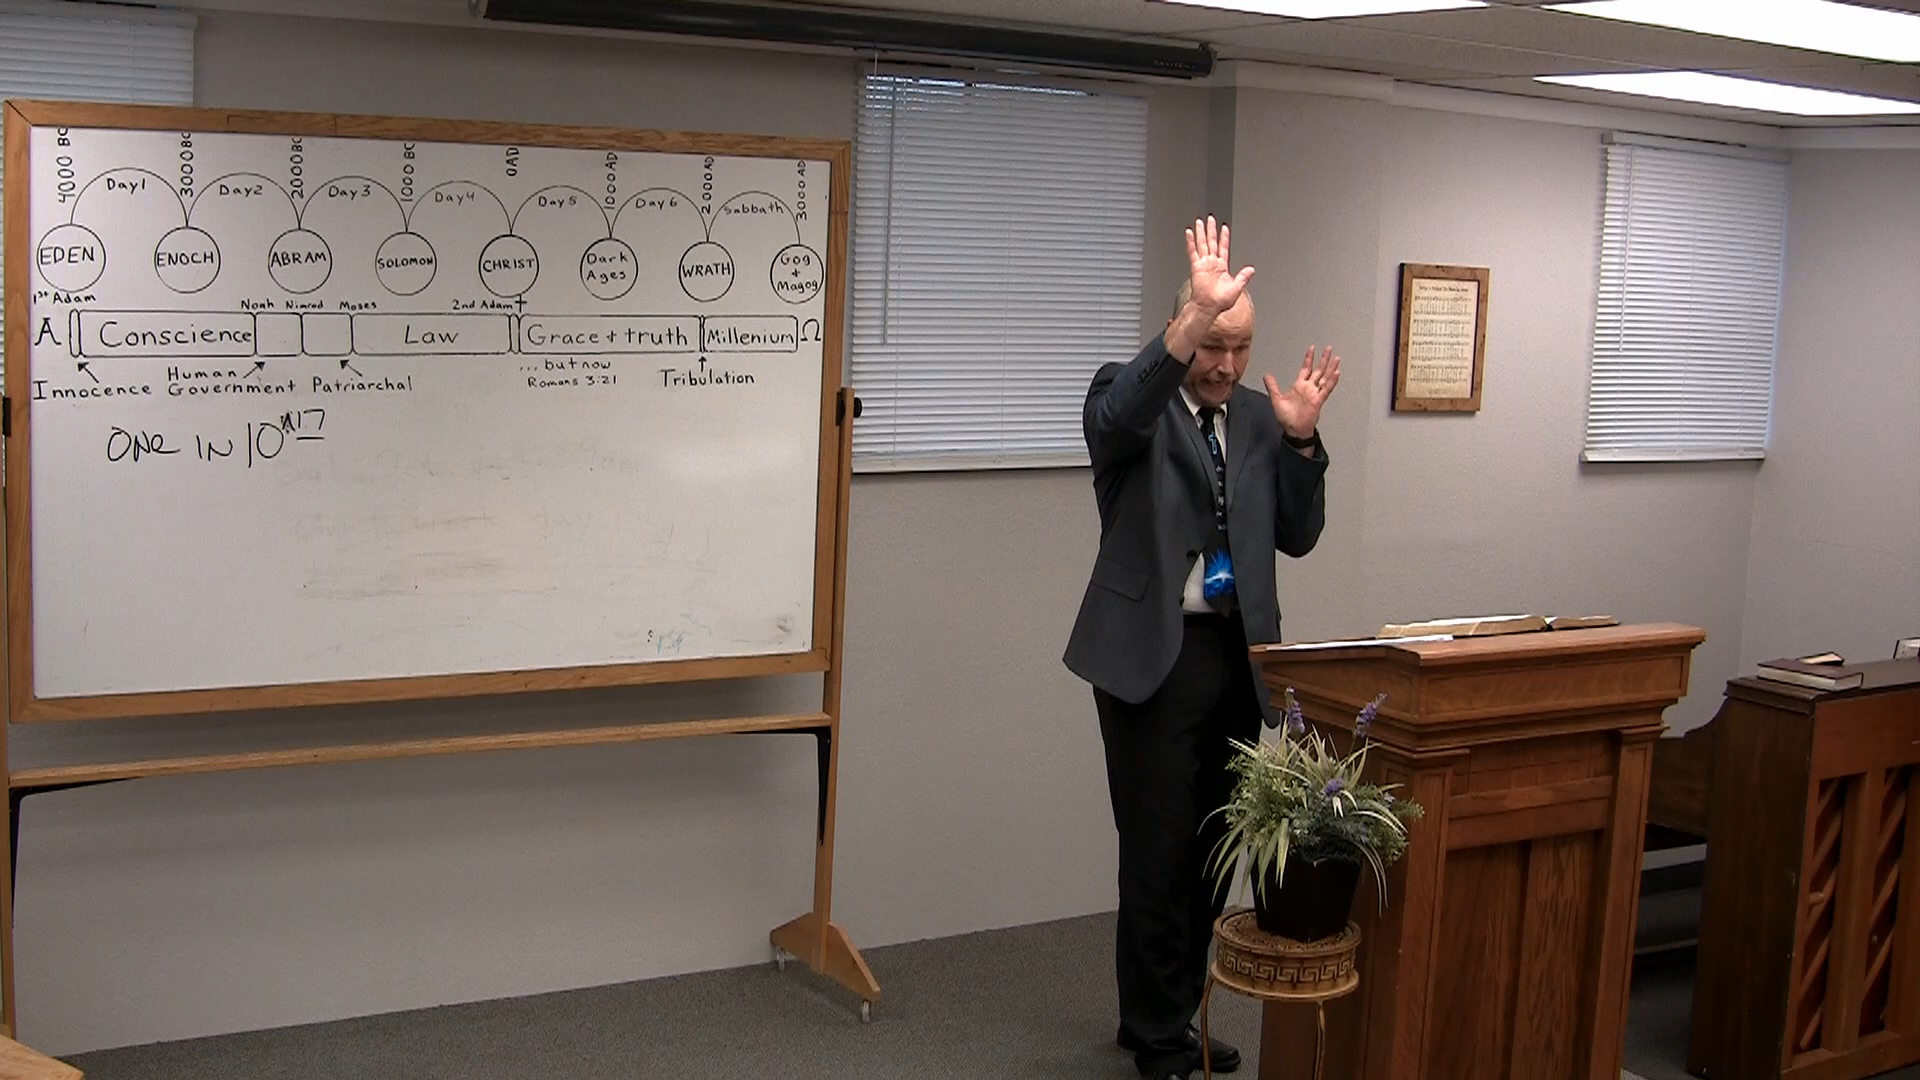 4000 BC 3000 BC 2000 BC 1000 BC 0 AD 1000 AD 2000 AD 3000 AD
Day 1 Day 2 Day 3 Day 4 Day 5 Day 6 Sabbath
EDEN ENOCH ABRAM SOLOMON CHRIST Dark Ages WRATH Gog + Magog
1st Adam Noah Nimrod Moses 2nd Adam †
A Conscience Law Grace + truth Millenium Ω
Innocence Human Government Patriarchal ...but now Romans 3:21 Tribulation
ONE IN 10^17